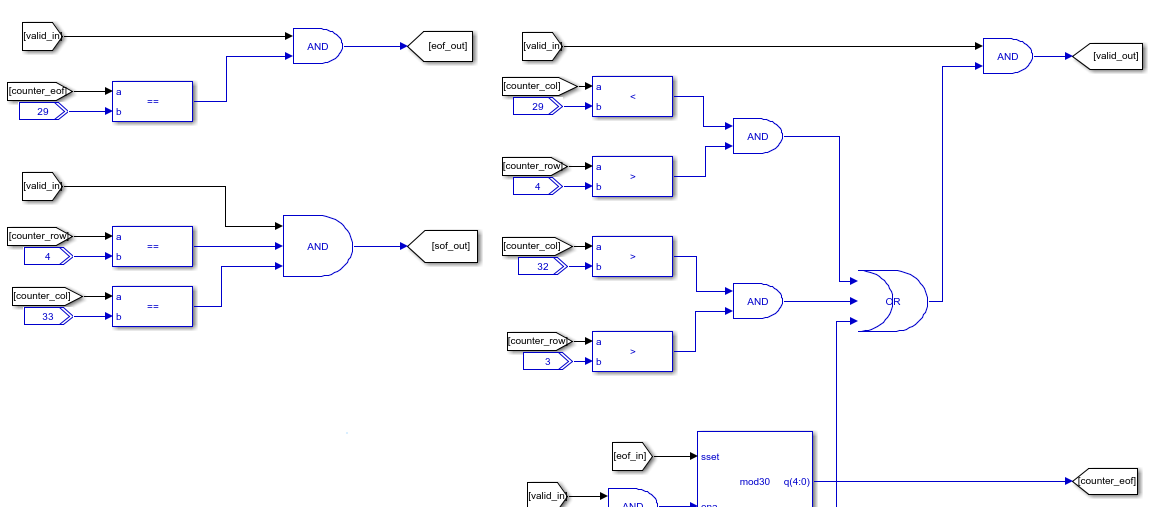 [valid_in]
AND
[eof_out]
[counter_eof]
a
==
29
b
[valid_in]
[counter_row]
a
==
4
b
AND
[sof_out]
[counter_col]
a
==
33
b
[valid_in]
AND
[valid_out]
[counter_col]
a
<
29
b
AND
[counter_row]
a
>
4
b
[counter_col]
a
>
32
b
AND
OR
[counter_row]
a
>
3
b
[eof_in]
sset
mod30 q(4:0)
[counter_eof]
[valid_in]
AND
ena